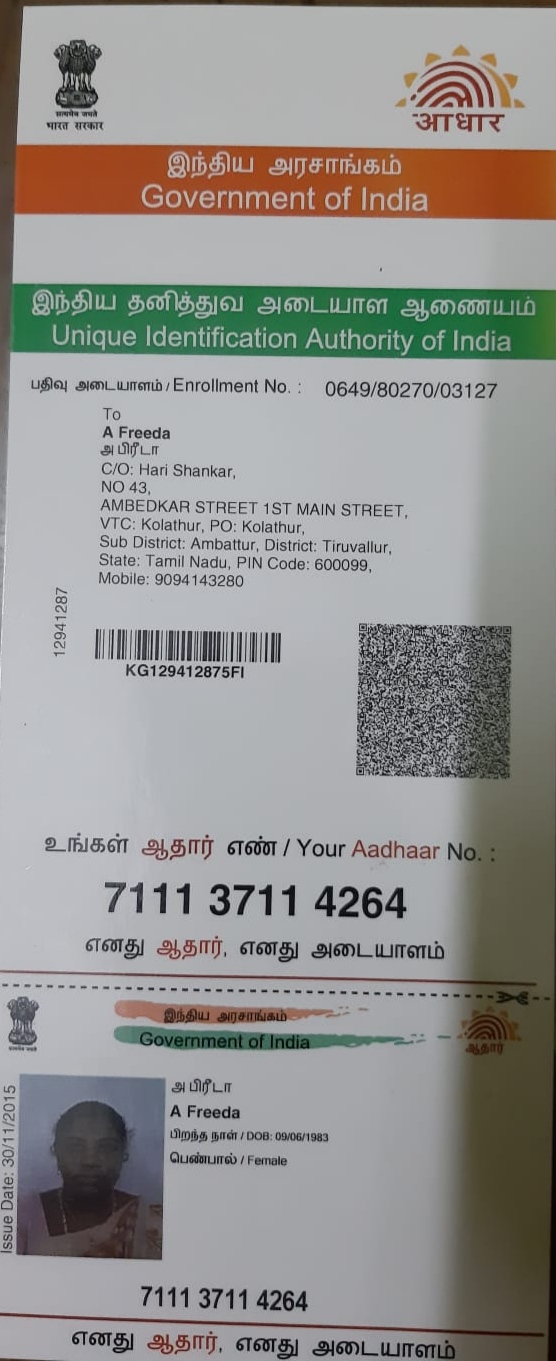 सत्यमेव जयते
भारत सरकार
आधार
இந்திய அரசாங்கம்
Government of India
இந்திய தனித்துவ அடையாள ஆணையம்
Unique Identification Authority of India
பதிவு அடையாளம் / Enrollment No. : 0649/80270/03127
To
A Freeda
அ பிரீடா
C/O: Hari Shankar,
NO 43,
AMBEDKAR STREET 1ST MAIN STREET,
VTC: Kolathur, PO: Kolathur,
Sub District: Ambattur, District: Tiruvallur,
State: Tamil Nadu, PIN Code: 600099,
Mobile: 9094143280
12941287
KG129412875FI
உங்கள் ஆதார் எண் / Your Aadhaar No. :
7111 3711 4264
எனது ஆதார், எனது அடையாளம்
இந்திய அரசாங்கம்
Government of India
ஆதார்
Issue Date: 30/11/2015
அ பிரீடா
A Freeda
பிறந்த நாள் / DOB: 09/06/1983
பெண்பால் / Female
7111 3711 4264
எனது ஆதார், எனது அடையாளம்